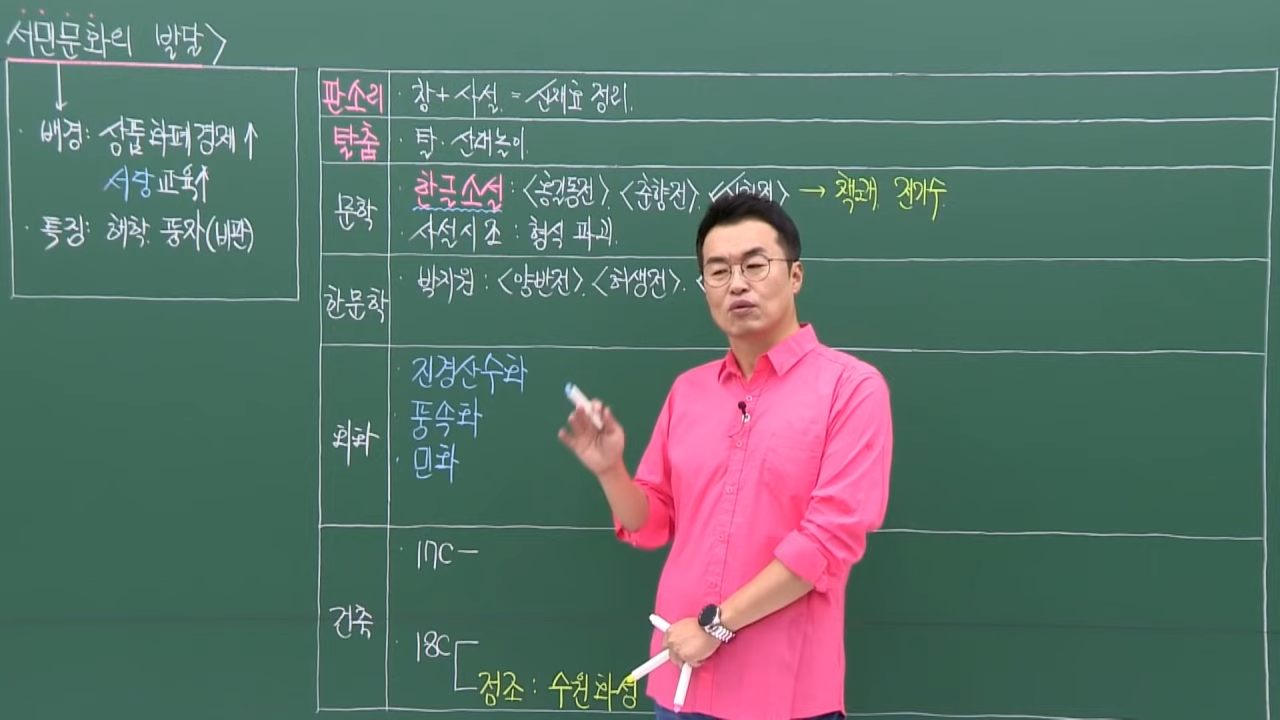 서민문화의 발달>
· 배경: 상품화폐경제↑
서당교육↑
· 특징: 해학. 풍자(비판)
판소리
· 창+사설. = 신재효 정리.
탈춤
· 탈. 산대놀이.
문학
· 한글소설: <홍길동전>. <춘향전>. → 책쾌. 전기수.
· 사설시조: 형식 파괴.
한문학
· 박지원: <양반전>. <허생전>.
회화
· 진경산수화
· 풍속화
· 민화
건축
· 17C─
· 18C
정조: 수원화성